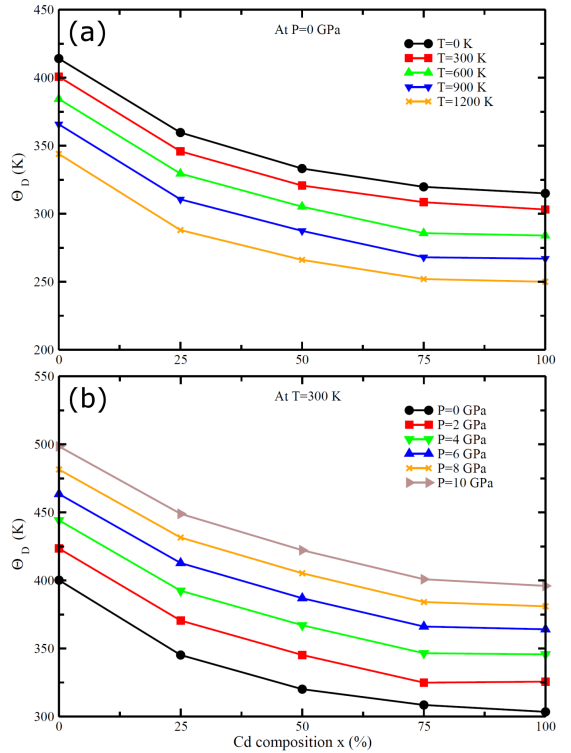 (a)
At P=0 GPa
T=0 K
T=300 K
T=600 K
T=900 K
T=1200 K
450
400
350
300
250
200
Θ D (K)
0 25 50 75 100
(b)
At T=300 K
P=0 GPa
P=2 GPa
P=4 GPa
P=6 GPa
P=8 GPa
P=10 GPa
550
500
450
400
350
300
Θ D (K)
0 25 50 75 100
Cd composition x (%)